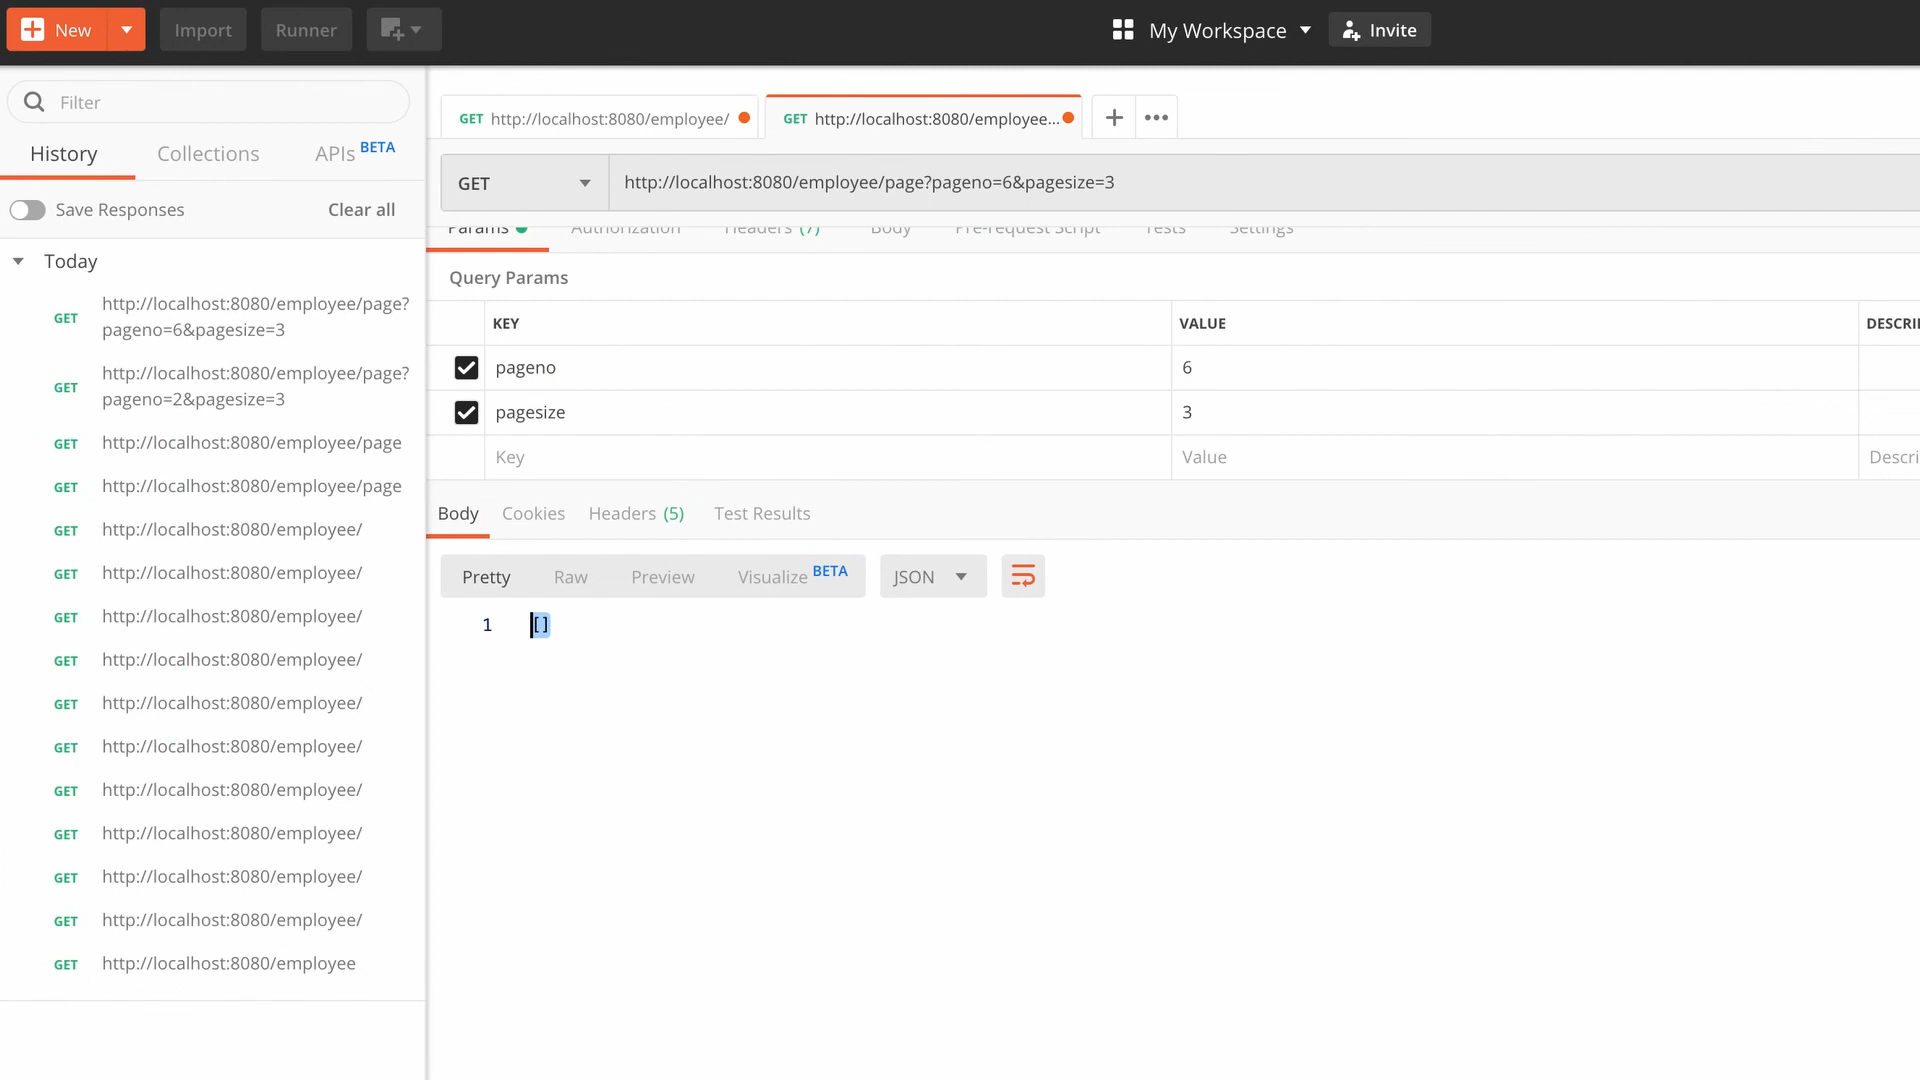 New
Import
Runner
My Workspace
Invite
Filter
History
Collections
APIs BETA
Save Responses
Clear all
Today
GET http://localhost:8080/employee/page?
pageno=6&pagesize=3
GET http://localhost:8080/employee/page?
pageno=2&pagesize=3
GET http://localhost:8080/employee/page
GET http://localhost:8080/employee/page
GET http://localhost:8080/employee/
GET http://localhost:8080/employee/
GET http://localhost:8080/employee/
GET http://localhost:8080/employee/
GET http://localhost:8080/employee/
GET http://localhost:8080/employee/
GET http://localhost:8080/employee/
GET http://localhost:8080/employee/
GET http://localhost:8080/employee/
GET http://localhost:8080/employee/
GET http://localhost:8080/employee
GET http://localhost:8080/employee/
GET http://localhost:8080/employee...
GET
http://localhost:8080/employee/page?pageno=6&pagesize=3
Params
Authorization
Headers (7)
Body
Pre-request Script
Tests
Settings
Query Params
KEY VALUE DESCRI
pageno 6
pagesize 3
Key Value Descri
Body
Cookies
Headers (5)
Test Results
Pretty
Raw
Preview
Visualize BETA
JSON
1 []